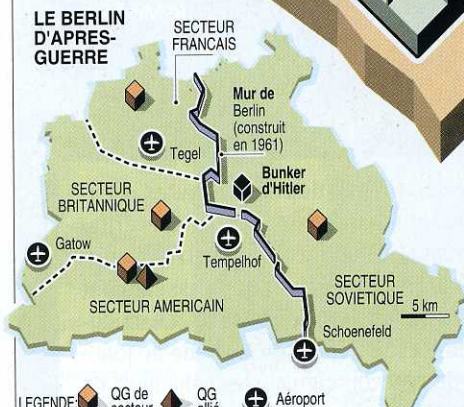 LE BERLIN
D'APRES-
GUERRE
SECTEUR
FRANCAIS
Mur de
Berlin
(construit
en 1961)
Tegel
Bunker
d'Hitler
SECTEUR
BRITANNIQUE
Gatow
Tempelhof
SECTEUR AMERICAIN
SECTEUR
SOVIETIQUE
5 km
Schoenefeld
LEGENDE:
QG de
secteur
QG
allié
Aéroport